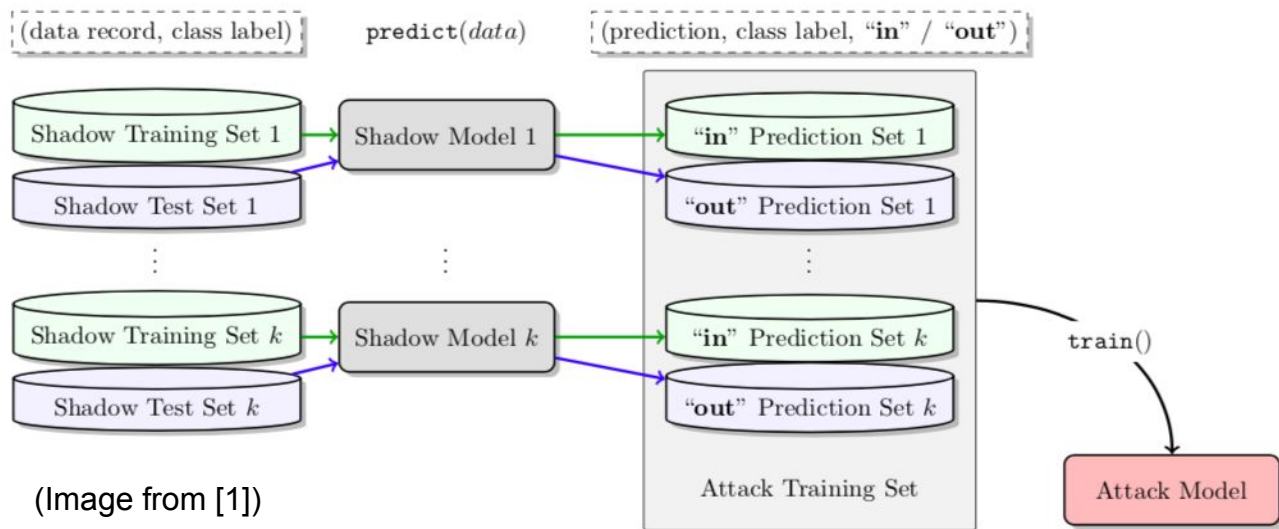 (data record, class label) predict(data) (prediction, class label, “in” / “out”)
Shadow Training Set 1 Shadow Model 1 “in” Prediction Set 1
Shadow Test Set 1 “out” Prediction Set 1
⋮ ⋮ ⋮
Shadow Training Set k Shadow Model k “in” Prediction Set k
train()
Shadow Test Set k “out” Prediction Set k
(Image from [1]) Attack Training Set Attack Model